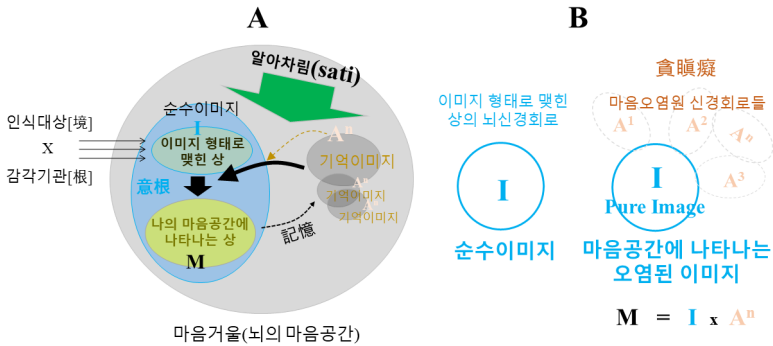 A
알아차림(sati)
순수이미지
I
이미지 형태로
맺힌 상
인식대상[境]
X
감각기관[根]
意根
나의 마음공간에
나타나는 상
M
Aⁿ
기억이미지
Aⁿ
기억이미지
A
기억이미지
記憶
마음거울(뇌의 마음공간)
B
이미지 형태로 맺힌
상의 뇌신경회로
I
순수이미지
貪瞋癡
마음오염원 신경회로들
A¹
A²
Aⁿ
A³
I
Pure Image
마음공간에 나타나는
오염된 이미지
M = I x Aⁿ